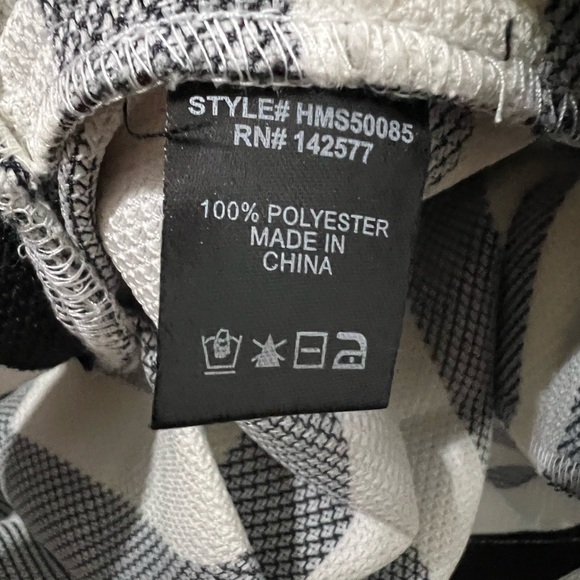 STYLE# HMS50085
RN# 142577
100% POLYESTER
MADE IN
CHINA